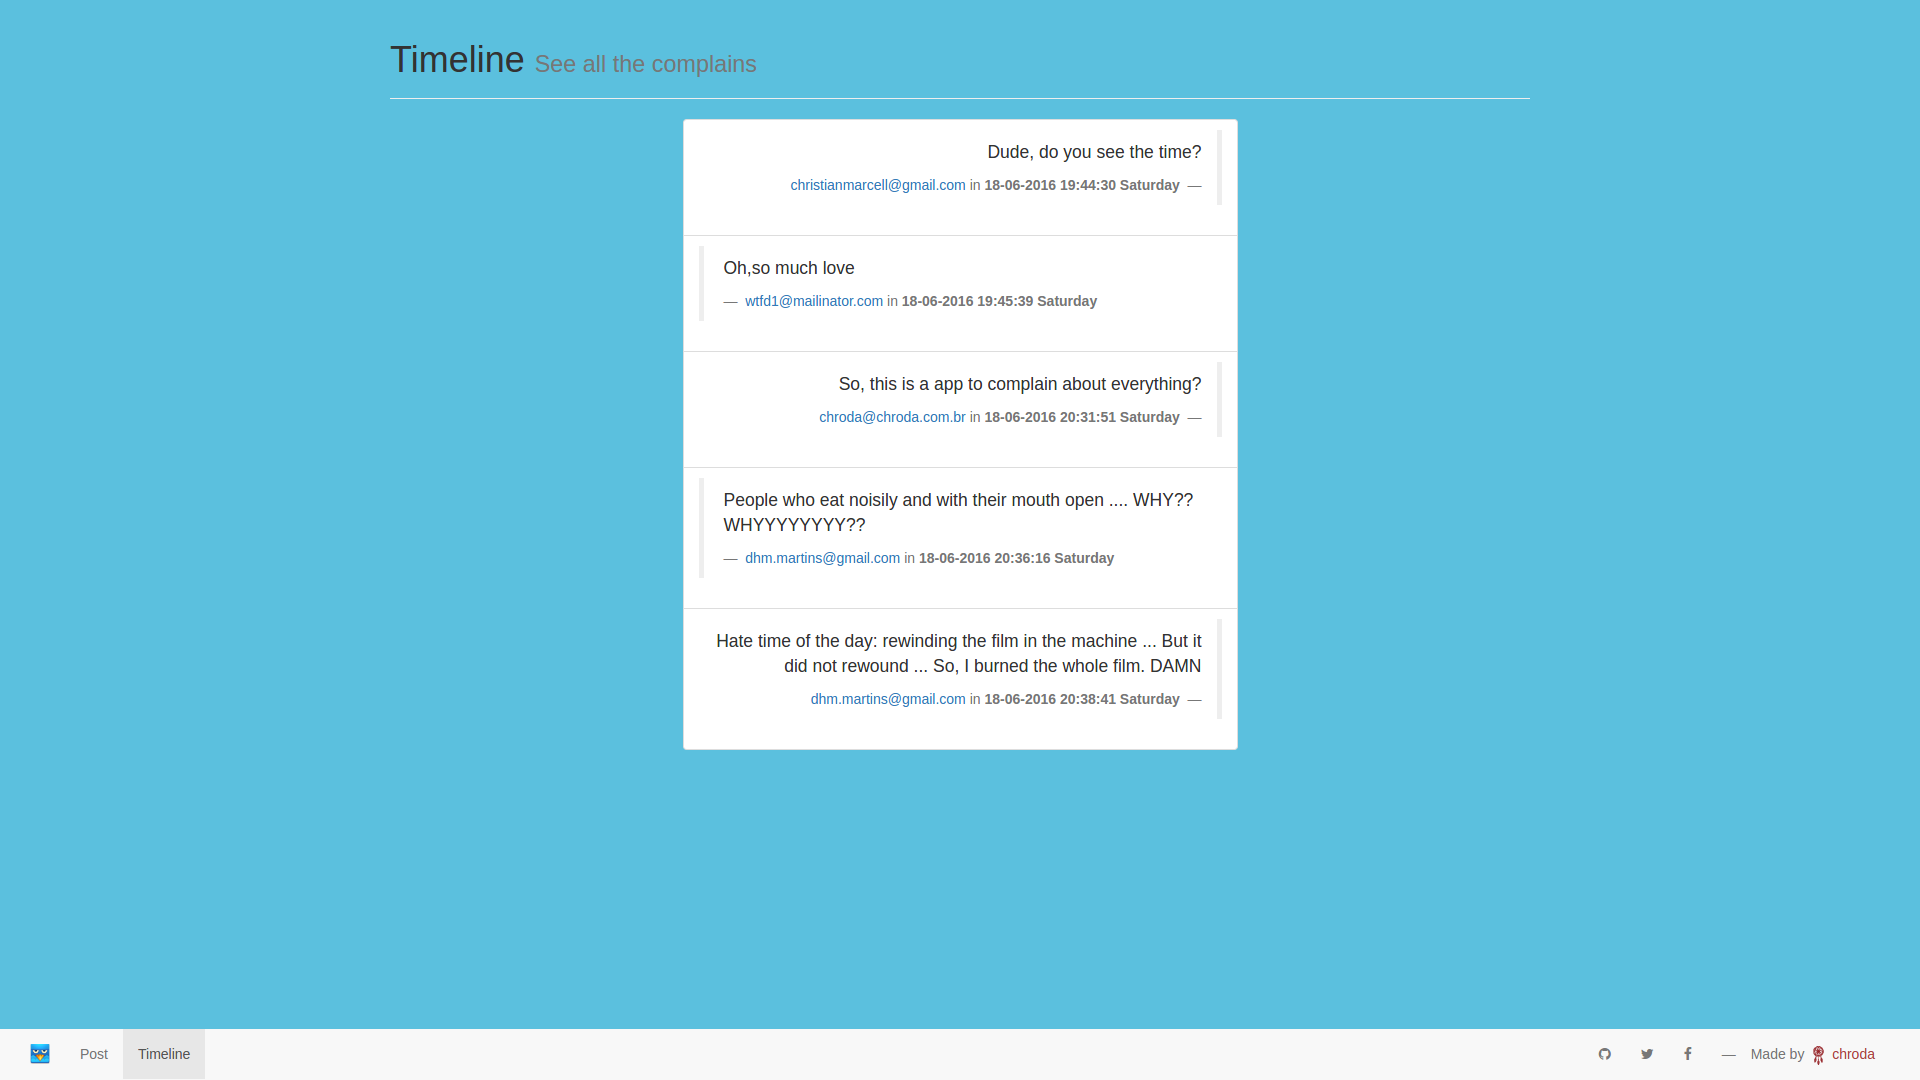 Timeline See all the complains
Dude, do you see the time?
christianmarcell@gmail.com in 18-06-2016 19:44:30 Saturday —
Oh,so much love
— wtfd1@mailinator.com in 18-06-2016 19:45:39 Saturday
So, this is a app to complain about everything?
chroda@chroda.com.br in 18-06-2016 20:31:51 Saturday —
People who eat noisily and with their mouth open .... WHY??
WHYYYYYYYY??
— dhm.martins@gmail.com in 18-06-2016 20:36:16 Saturday
Hate time of the day: rewinding the film in the machine ... But it
did not rewound ... So, I burned the whole film. DAMN
dhm.martins@gmail.com in 18-06-2016 20:38:41 Saturday —
Post Timeline — Made by chroda